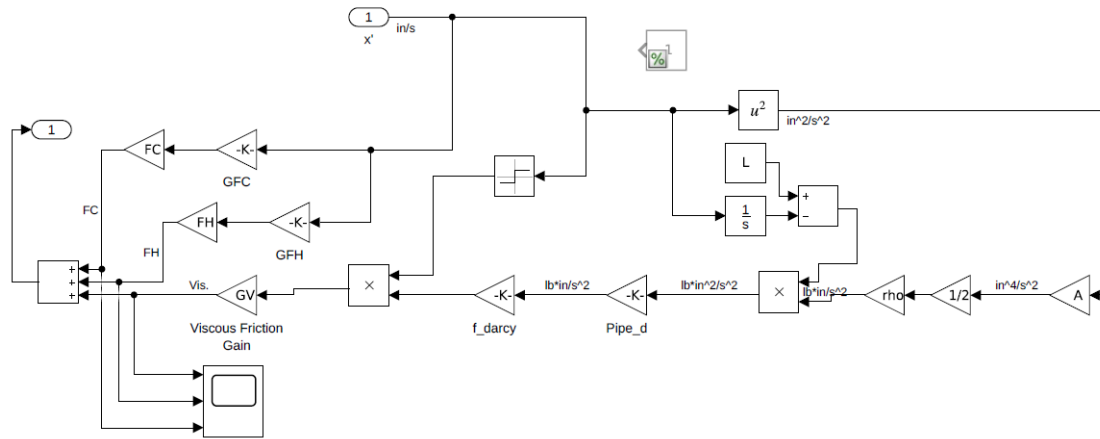 1
in/s
x'
%
1
u²
in^2/s^2
1
FC
-K-
L
GFC
+
−
FC
FH
-K-
1
s
FH
GFH
+
+
+
Vis.
GV
×
-K-
lb*in/s^2
-K-
lb*in^2/s^2
×
lb*in/s^2
rho
1/2
in^4/s^2
A
Viscous Friction
Gain
f_darcy
Pipe_d